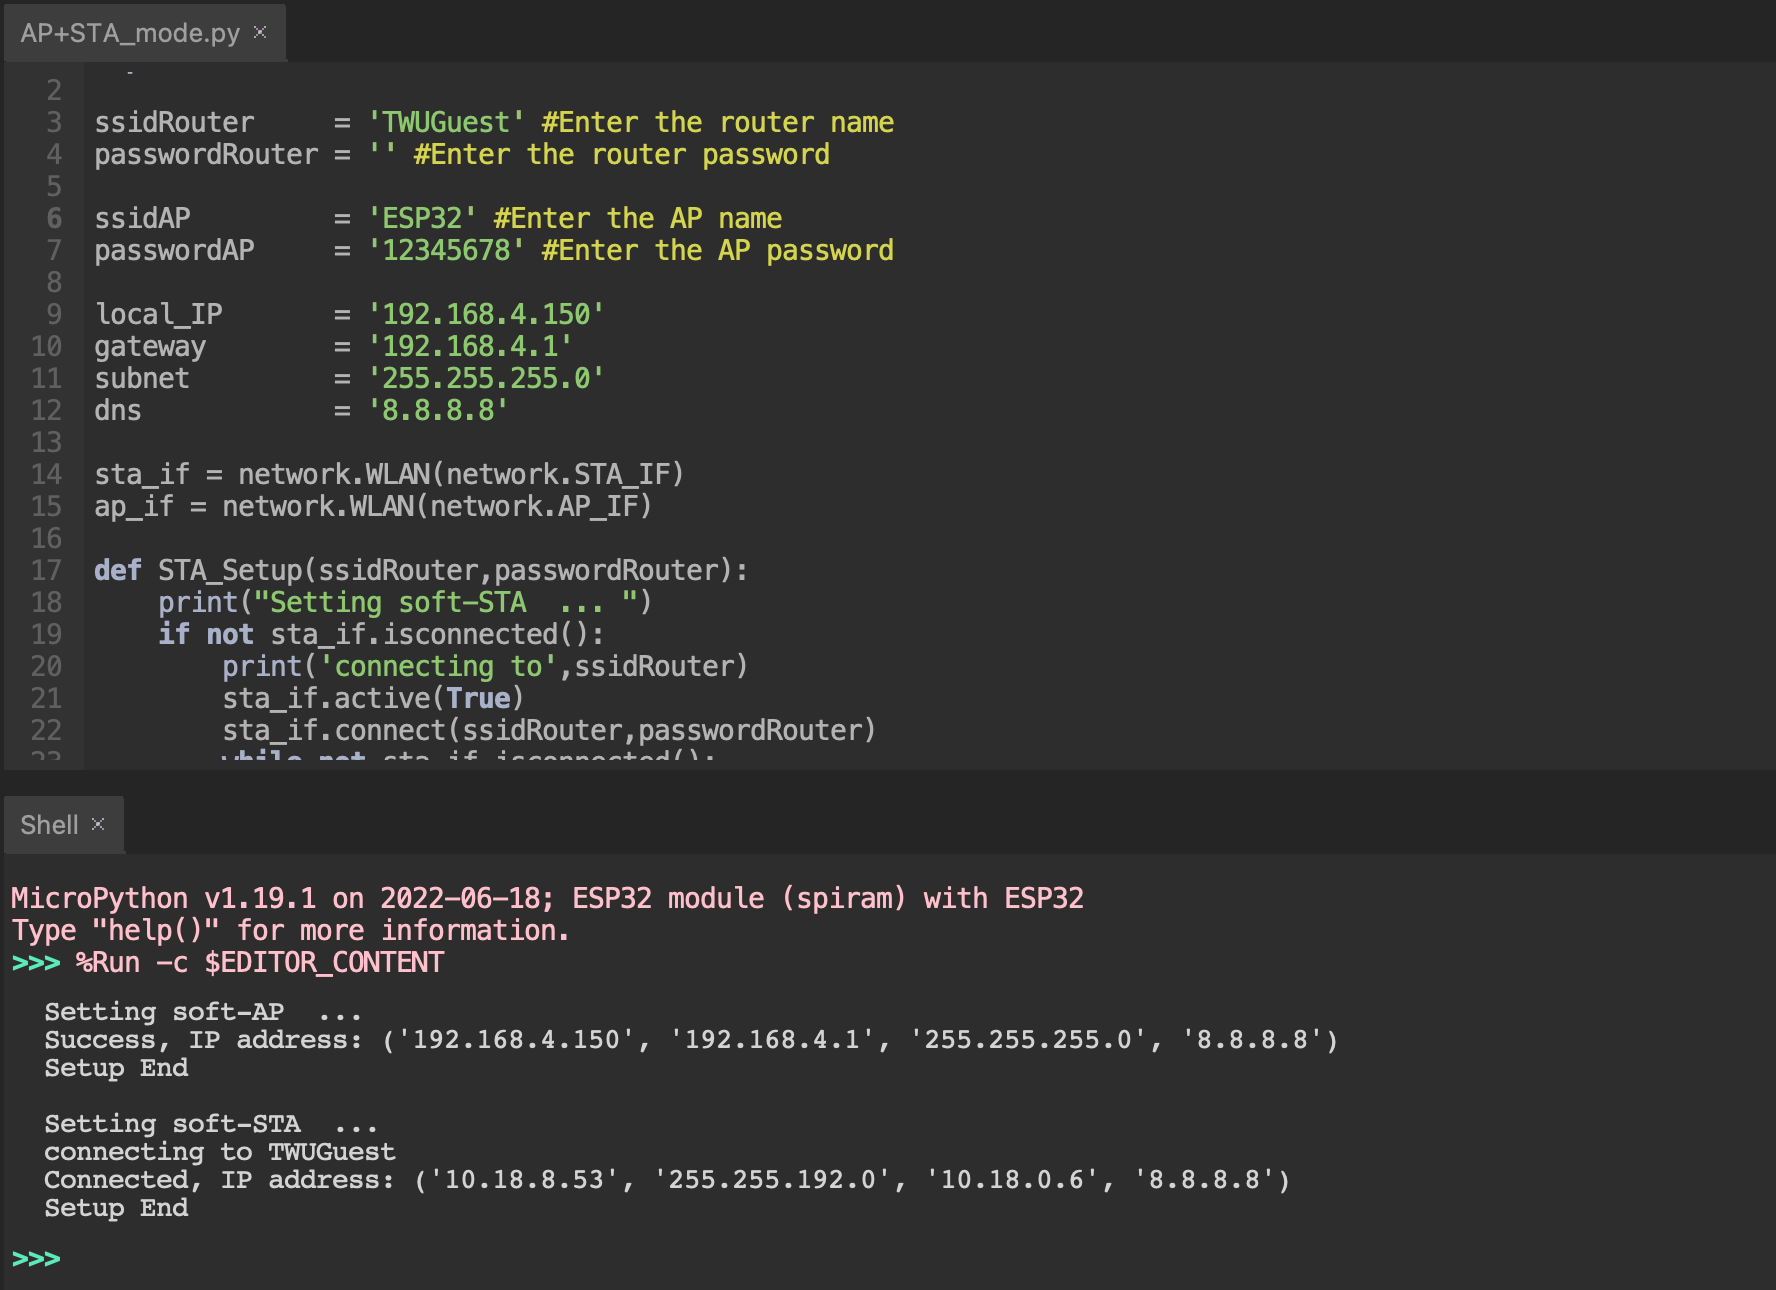 AP+STA_mode.py ×
2
3 ssidRouter     = 'TWUGuest' #Enter the router name
4 passwordRouter = '' #Enter the router password
5
6 ssidAP         = 'ESP32' #Enter the AP name
7 passwordAP     = '12345678' #Enter the AP password
8
9 local_IP       = '192.168.4.150'
10 gateway        = '192.168.4.1'
11 subnet         = '255.255.255.0'
12 dns            = '8.8.8.8'
13
14 sta_if = network.WLAN(network.STA_IF)
15 ap_if = network.WLAN(network.AP_IF)
16
17 def STA_Setup(ssidRouter,passwordRouter):
18     print("Setting soft-STA  ... ")
19     if not sta_if.isconnected():
20         print('connecting to',ssidRouter)
21         sta_if.active(True)
22         sta_if.connect(ssidRouter,passwordRouter)
23         while not sta_if.isconnected():
Shell ×
MicroPython v1.19.1 on 2022-06-18; ESP32 module (spiram) with ESP32
Type "help()" for more information.
>>> %Run -c $EDITOR_CONTENT
Setting soft-AP  ...
Success, IP address: ('192.168.4.150', '192.168.4.1', '255.255.255.0', '8.8.8.8')
Setup End
Setting soft-STA  ...
connecting to TWUGuest
Connected, IP address: ('10.18.8.53', '255.255.192.0', '10.18.0.6', '8.8.8.8')
Setup End
>>>